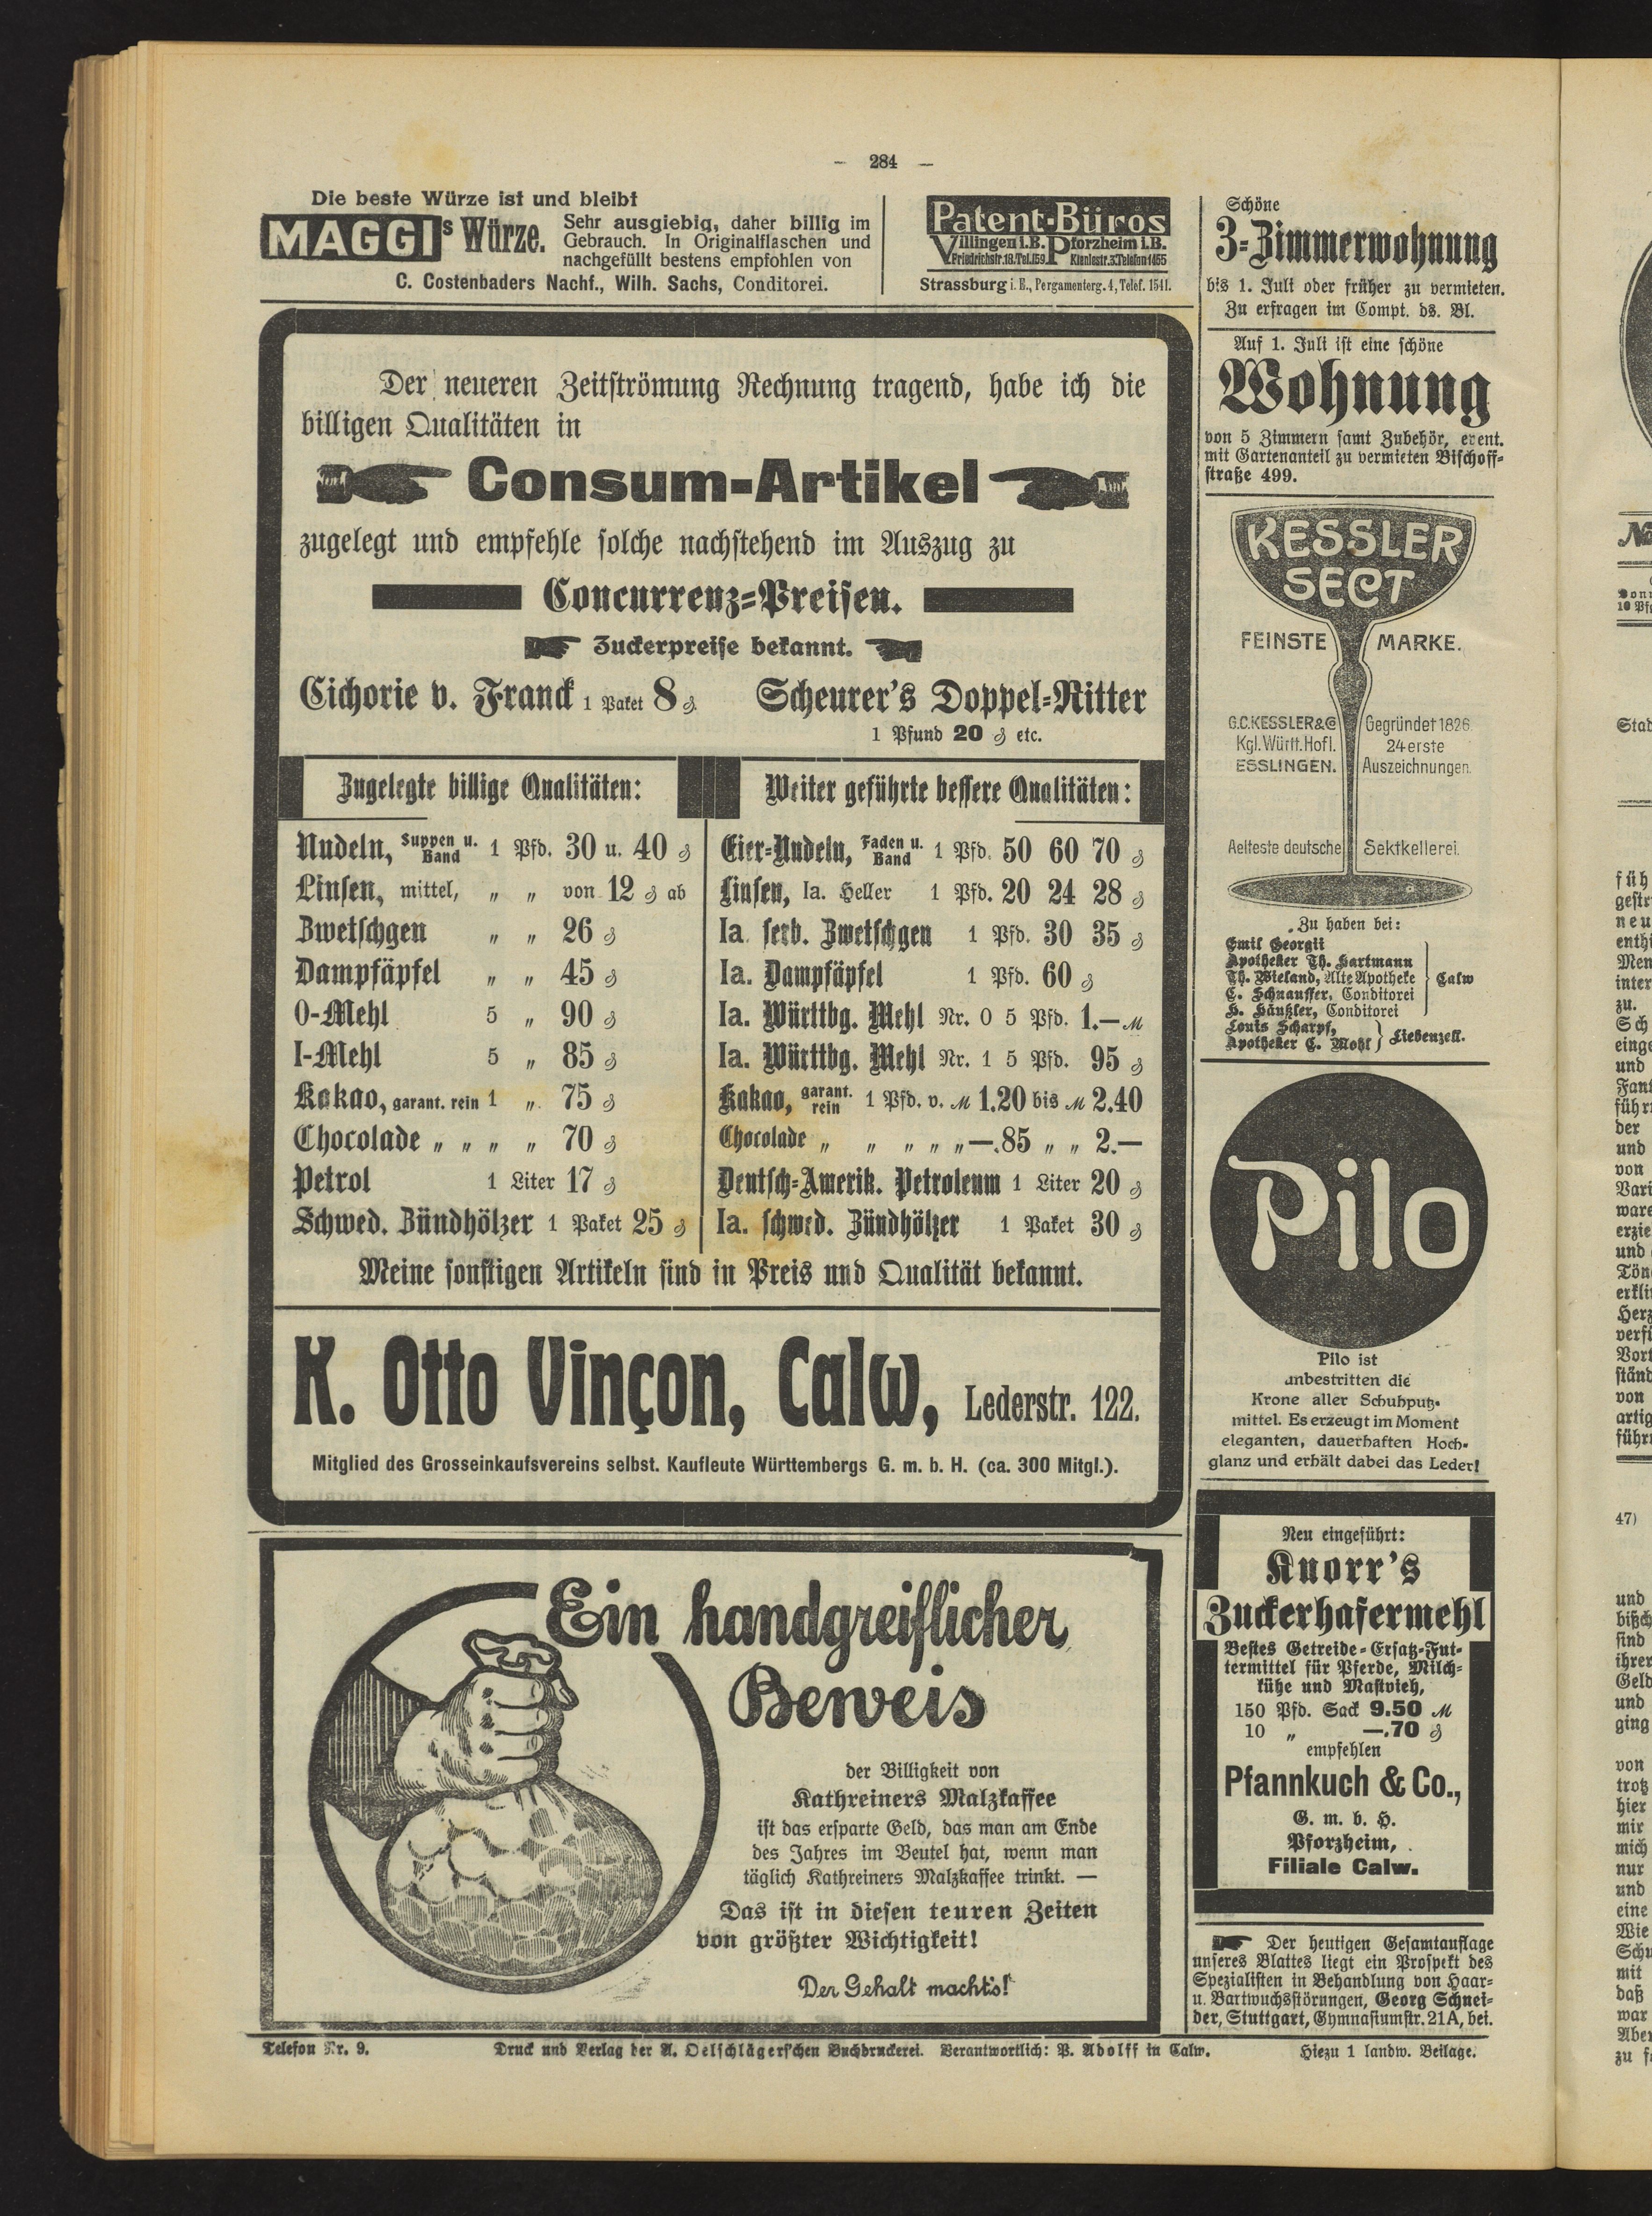 — 284 —
Die beste Würze ist und bleibt
MAGGIs Würze.
Sehr ausgiebig, daher billig im
Gebrauch. In Originalflaschen und
nachgefüllt bestens empfohlen von
C. Costenbaders Nachf., Wilh. Sachs, Conditorei.
Patent-Büros
Villingen i.B. Pforzheim i.B.
Friedrichstr.18.Tel.159. Kienlestr.3.Telefon1455
Strassburg i. E., Pergamenterg. 4, Telef. 1541.
Der neueren Zeitströmung Rechnung tragend, habe ich die
billigen Qualitäten in
Consum-Artikel
zugelegt und empfehle solche nachstehend im Auszug zu
Concurrenz-Preisen.
Zuckerpreise bekannt.
Cichorie v. Franck 1 Paket 8 ₰. Scheurer's Doppel-Ritter
1 Pfund 20 ₰ etc.
Zugelegte billige Qualitäten:
Nudeln, Suppen u. Band 1 Pfd. 30 u. 40 ₰
Linsen, mittel, „ „ von 12 ₰ ab
Zwetschgen „ „ 26 ₰
Dampfäpfel „ „ 45 ₰
O-Mehl 5 „ 90 ₰
I-Mehl 5 „ 85 ₰
Kakao, garant. rein 1 „ 75 ₰
Chocolade „ „ „ „ 70 ₰
Petrol 1 Liter 17 ₰
Schwed. Zündhölzer 1 Paket 25 ₰
Weiter geführte bessere Qualitäten:
Eier-Nudeln, Faden u. Band 1 Pfd. 50 60 70 ₰
Linsen, Ia. Heller 1 Pfd. 20 24 28 ₰
Ia. serb. Zwetschgen 1 Pfd. 30 35 ₰
Ia. Dampfäpfel 1 Pfd. 60 ₰
Ia. Württbg. Mehl Nr. 0 5 Pfd. 1.— ℳ
Ia. Württbg. Mehl Nr. 1 5 Pfd. 95 ₰
Kakao, garant. rein 1 Pfd. v. ℳ 1.20 bis ℳ 2.40
Chocolade „ „ „ „ „ —.85 „ „ 2.—
Deutsch-Amerik. Petroleum 1 Liter 20 ₰
Ia. schwed. Zündhölzer 1 Paket 30 ₰
Meine sonstigen Artikeln sind in Preis und Qualität bekannt.
K. Otto Vinçon, Calw, Lederstr. 122.
Mitglied des Grosseinkaufsvereins selbst. Kaufleute Württembergs G. m. b. H. (ca. 300 Mitgl.).
Ein handgreiflicher
Beweis
der Billigkeit von
Kathreiners Malzkaffee
ist das ersparte Geld, das man am Ende
des Jahres im Beutel hat, wenn man
täglich Kathreiners Malzkaffee trinkt. —
Das ist in diesen teuren Zeiten
von größter Wichtigkeit!
Der Gehalt macht's!
Schöne
3-Zimmerwohnung
bis 1. Juli oder früher zu vermieten.
Zu erfragen im Compt. ds. Bl.
Auf 1. Juli ist eine schöne
Wohnung
von 5 Zimmern samt Zubehör, event.
mit Gartenanteil zu vermieten Bischoff-
straße 499.
KESSLER
SECT
FEINSTE MARKE.
G.C.KESSLER&Co Gegründet 1826.
Kgl. Württ. Hofl. 24 erste
ESSLINGEN. Auszeichnungen.
Aelteste deutsche Sektkellerei.
Zu haben bei:
Emil Georgii
Apotheker Th. Hartmann
Th. Wieland, Alte Apotheke
C. Schnauffer, Conditorei
H. Häußler, Conditorei
Calw
Louis Scharpf,
Apotheker C. Mohl
Liebenzell.
Pilo
Pilo ist
unbestritten die
Krone aller Schuhputz-
mittel. Es erzeugt im Moment
eleganten, dauerhaften Hoch-
glanz und erhält dabei das Leder!
Neu eingeführt:
Knorr's
Zuckerhafermehl
Bestes Getreide-Ersatz-Fut-
termittel für Pferde, Milch-
kühe und Mastvieh,
150 Pfd. Sack 9.50 ℳ
10 „ —.70 ₰
empfehlen
Pfannkuch & Co.,
G. m. b. H.
Pforzheim,
Filiale Calw.
Der heutigen Gesamtauflage
unseres Blattes liegt ein Prospekt des
Spezialisten in Behandlung von Haar-
u. Bartwuchsstörungen, Georg Schnei-
der, Stuttgart, Gymnasiumstr. 21A, bei.
Telefon Nr. 9. Druck und Verlag der A. Oelschläger'schen Buchdruckerei. Verantwortlich: P. Adolff in Calw. Hiezu 1 landw. Beilage.